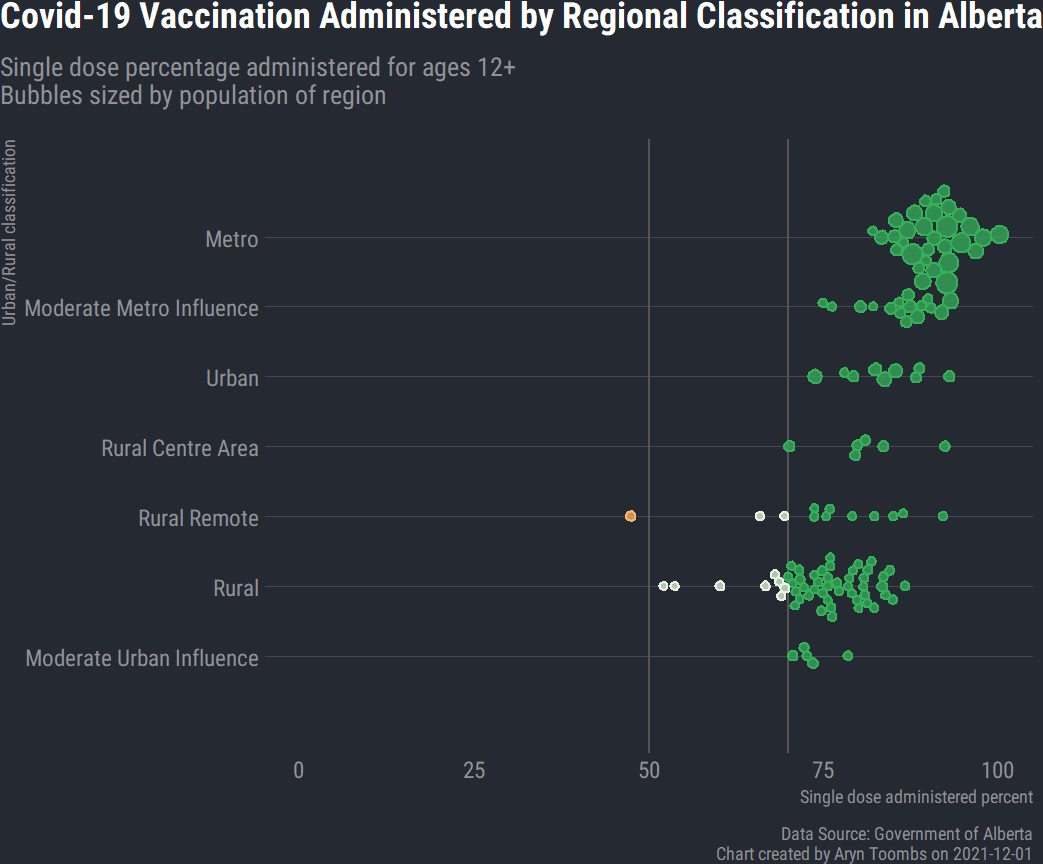 Covid-19 Vaccination Administered by Regional Classification in Alberta
Single dose percentage administered for ages 12+
Bubbles sized by population of region
Urban/Rural classification
Metro
Moderate Metro Influence
Urban
Rural Centre Area
Rural Remote
Rural
Moderate Urban Influence
0 25 50 75 100
Single dose administered percent
Data Source: Government of Alberta
Chart created by Aryn Toombs on 2021-12-01